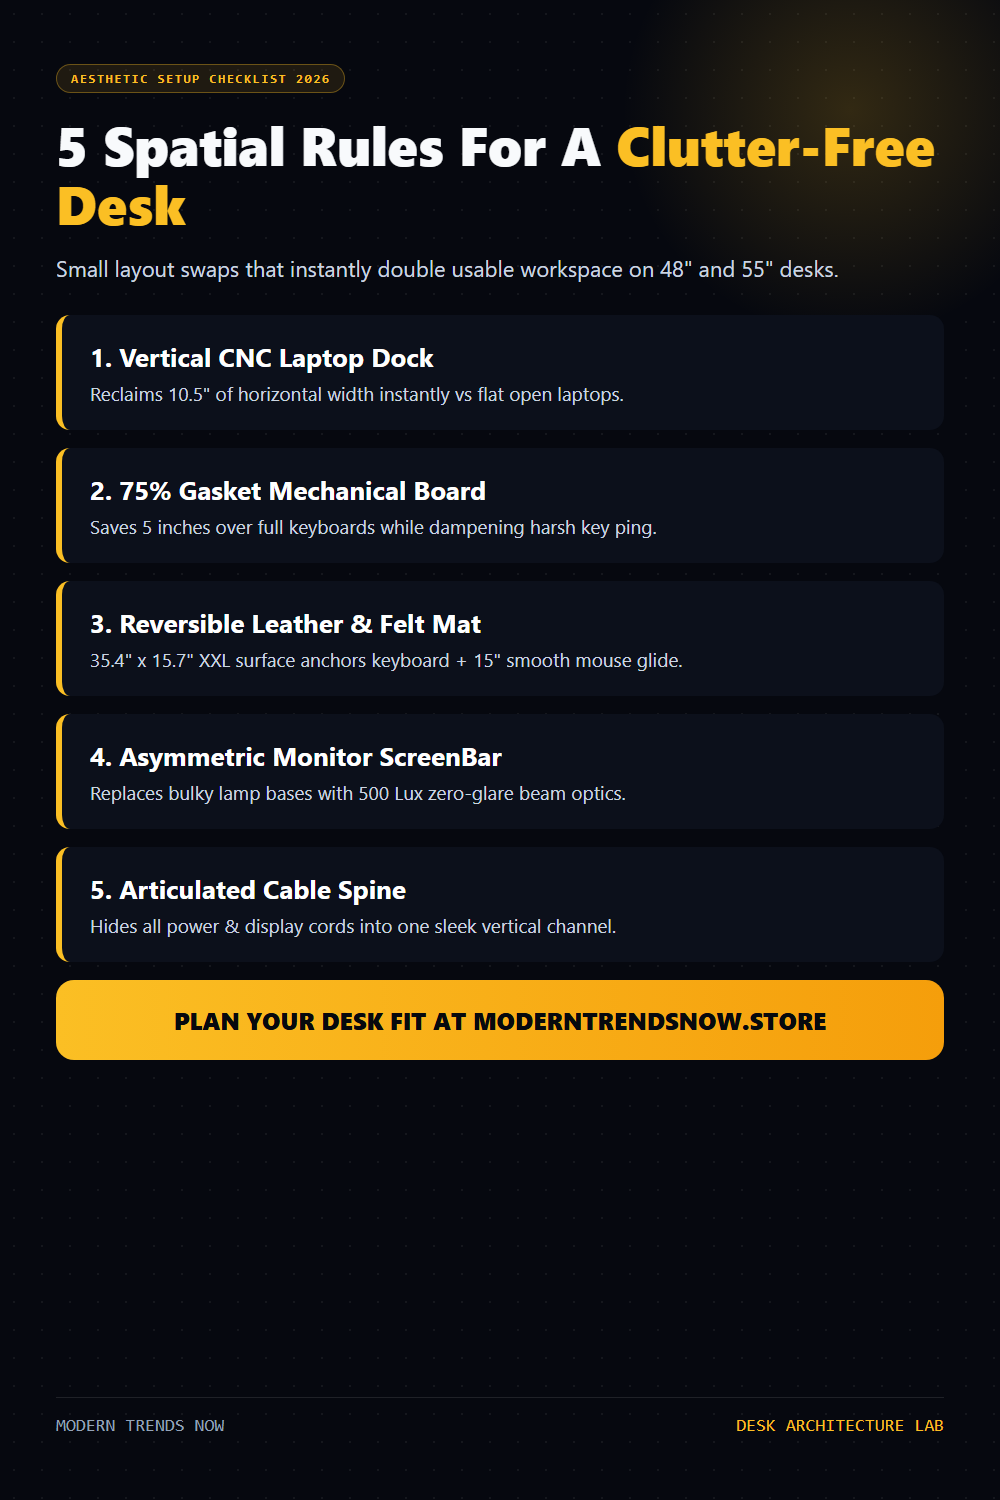 AESTHETIC SETUP CHECKLIST 2026
5 Spatial Rules For A Clutter-Free
Desk
Small layout swaps that instantly double usable workspace on 48" and 55" desks.
1. Vertical CNC Laptop Dock
Reclaims 10.5" of horizontal width instantly vs flat open laptops.
2. 75% Gasket Mechanical Board
Saves 5 inches over full keyboards while dampening harsh key ping.
3. Reversible Leather & Felt Mat
35.4" x 15.7" XXL surface anchors keyboard + 15" smooth mouse glide.
4. Asymmetric Monitor ScreenBar
Replaces bulky lamp bases with 500 Lux zero-glare beam optics.
5. Articulated Cable Spine
Hides all power & display cords into one sleek vertical channel.
PLAN YOUR DESK FIT AT MODERNTRENDSNOW.STORE
MODERN TRENDS NOW
DESK ARCHITECTURE LAB